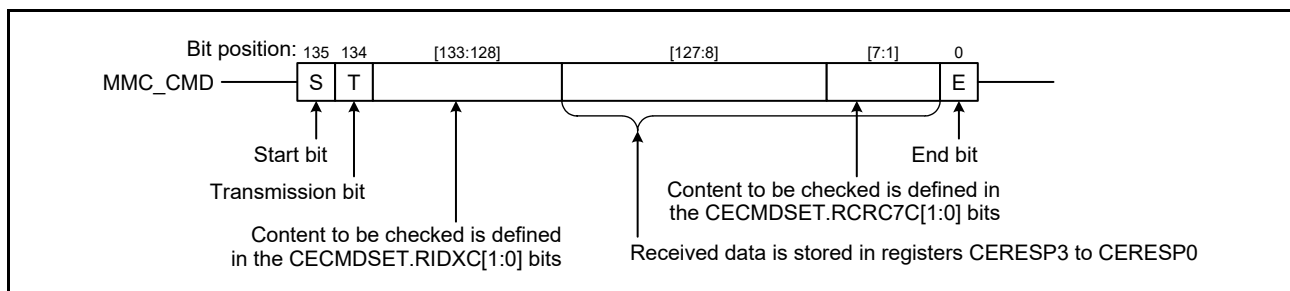 Bit position: 135 134 [133:128] [127:8] [7:1] 0
MMC_CMD S T E
Start bit End bit
Transmission bit
Content to be checked is defined in
the CECMDSET.RCRC7C[1:0] bits
Content to be checked is defined
in the CECMDSET.RIDXC[1:0] bits
Received data is stored in registers CERESP3 to CERESP0